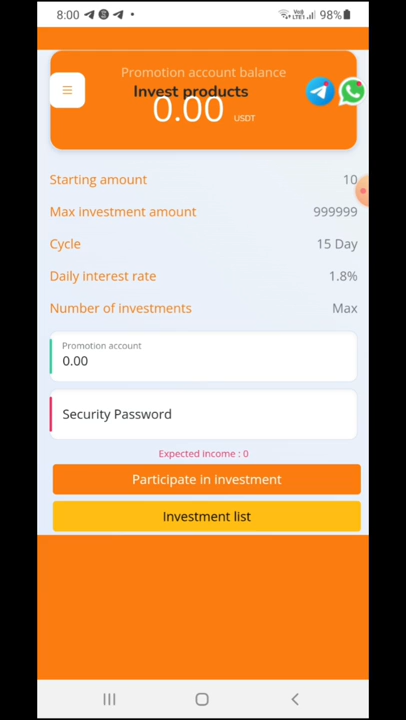 8:00
98%
Promotion account balance
Invest products
0.00 USDT
Starting amount 10
Max investment amount 999999
Cycle 15 Day
Daily interest rate 1.8%
Number of investments Max
Promotion account
0.00
Security Password
Expected income : 0
Participate in investment
Investment list